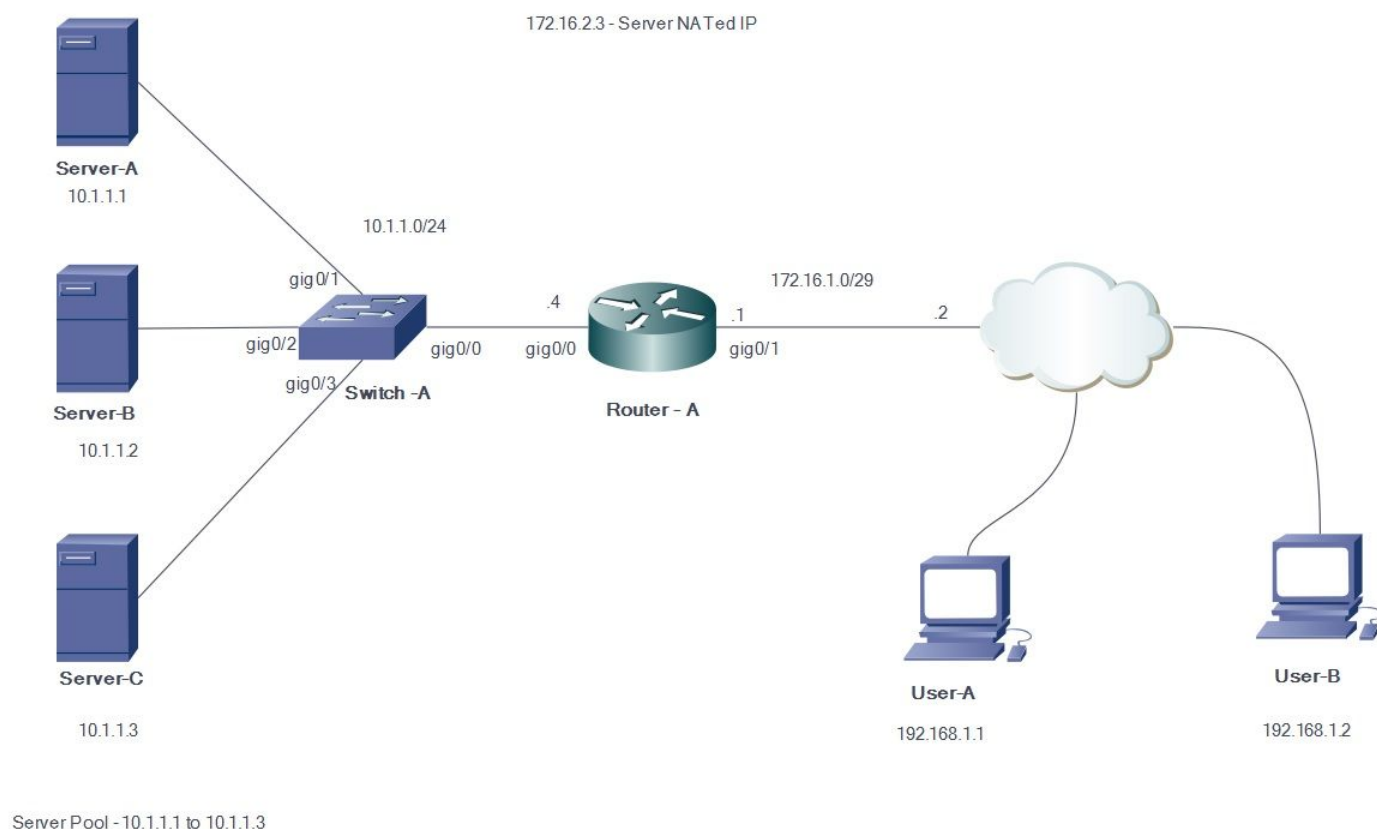 172.16.2.3 - Server NATed IP
Server-A
10.1.1.1
10.1.1.0/24
gig0/1
172.16.1.0/29
.4
.1
.2
gig0/2
gig0/0
gig0/0
gig0/1
gig0/3
Switch -A
Router - A
Server-B
10.1.1.2
Server-C
10.1.1.3
User-A
192.168.1.1
User-B
192.168.1.2
Server Pool - 10.1.1.1 to 10.1.1.3